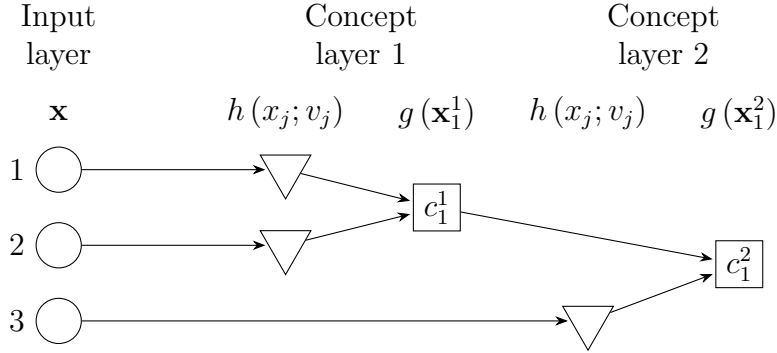 Input layer
Concept layer 1
Concept layer 2
x h (x_j; v_j) g (x_1^1) h (x_j; v_j) g (x_1^2)
1
c_1^1
2
c_1^2
3